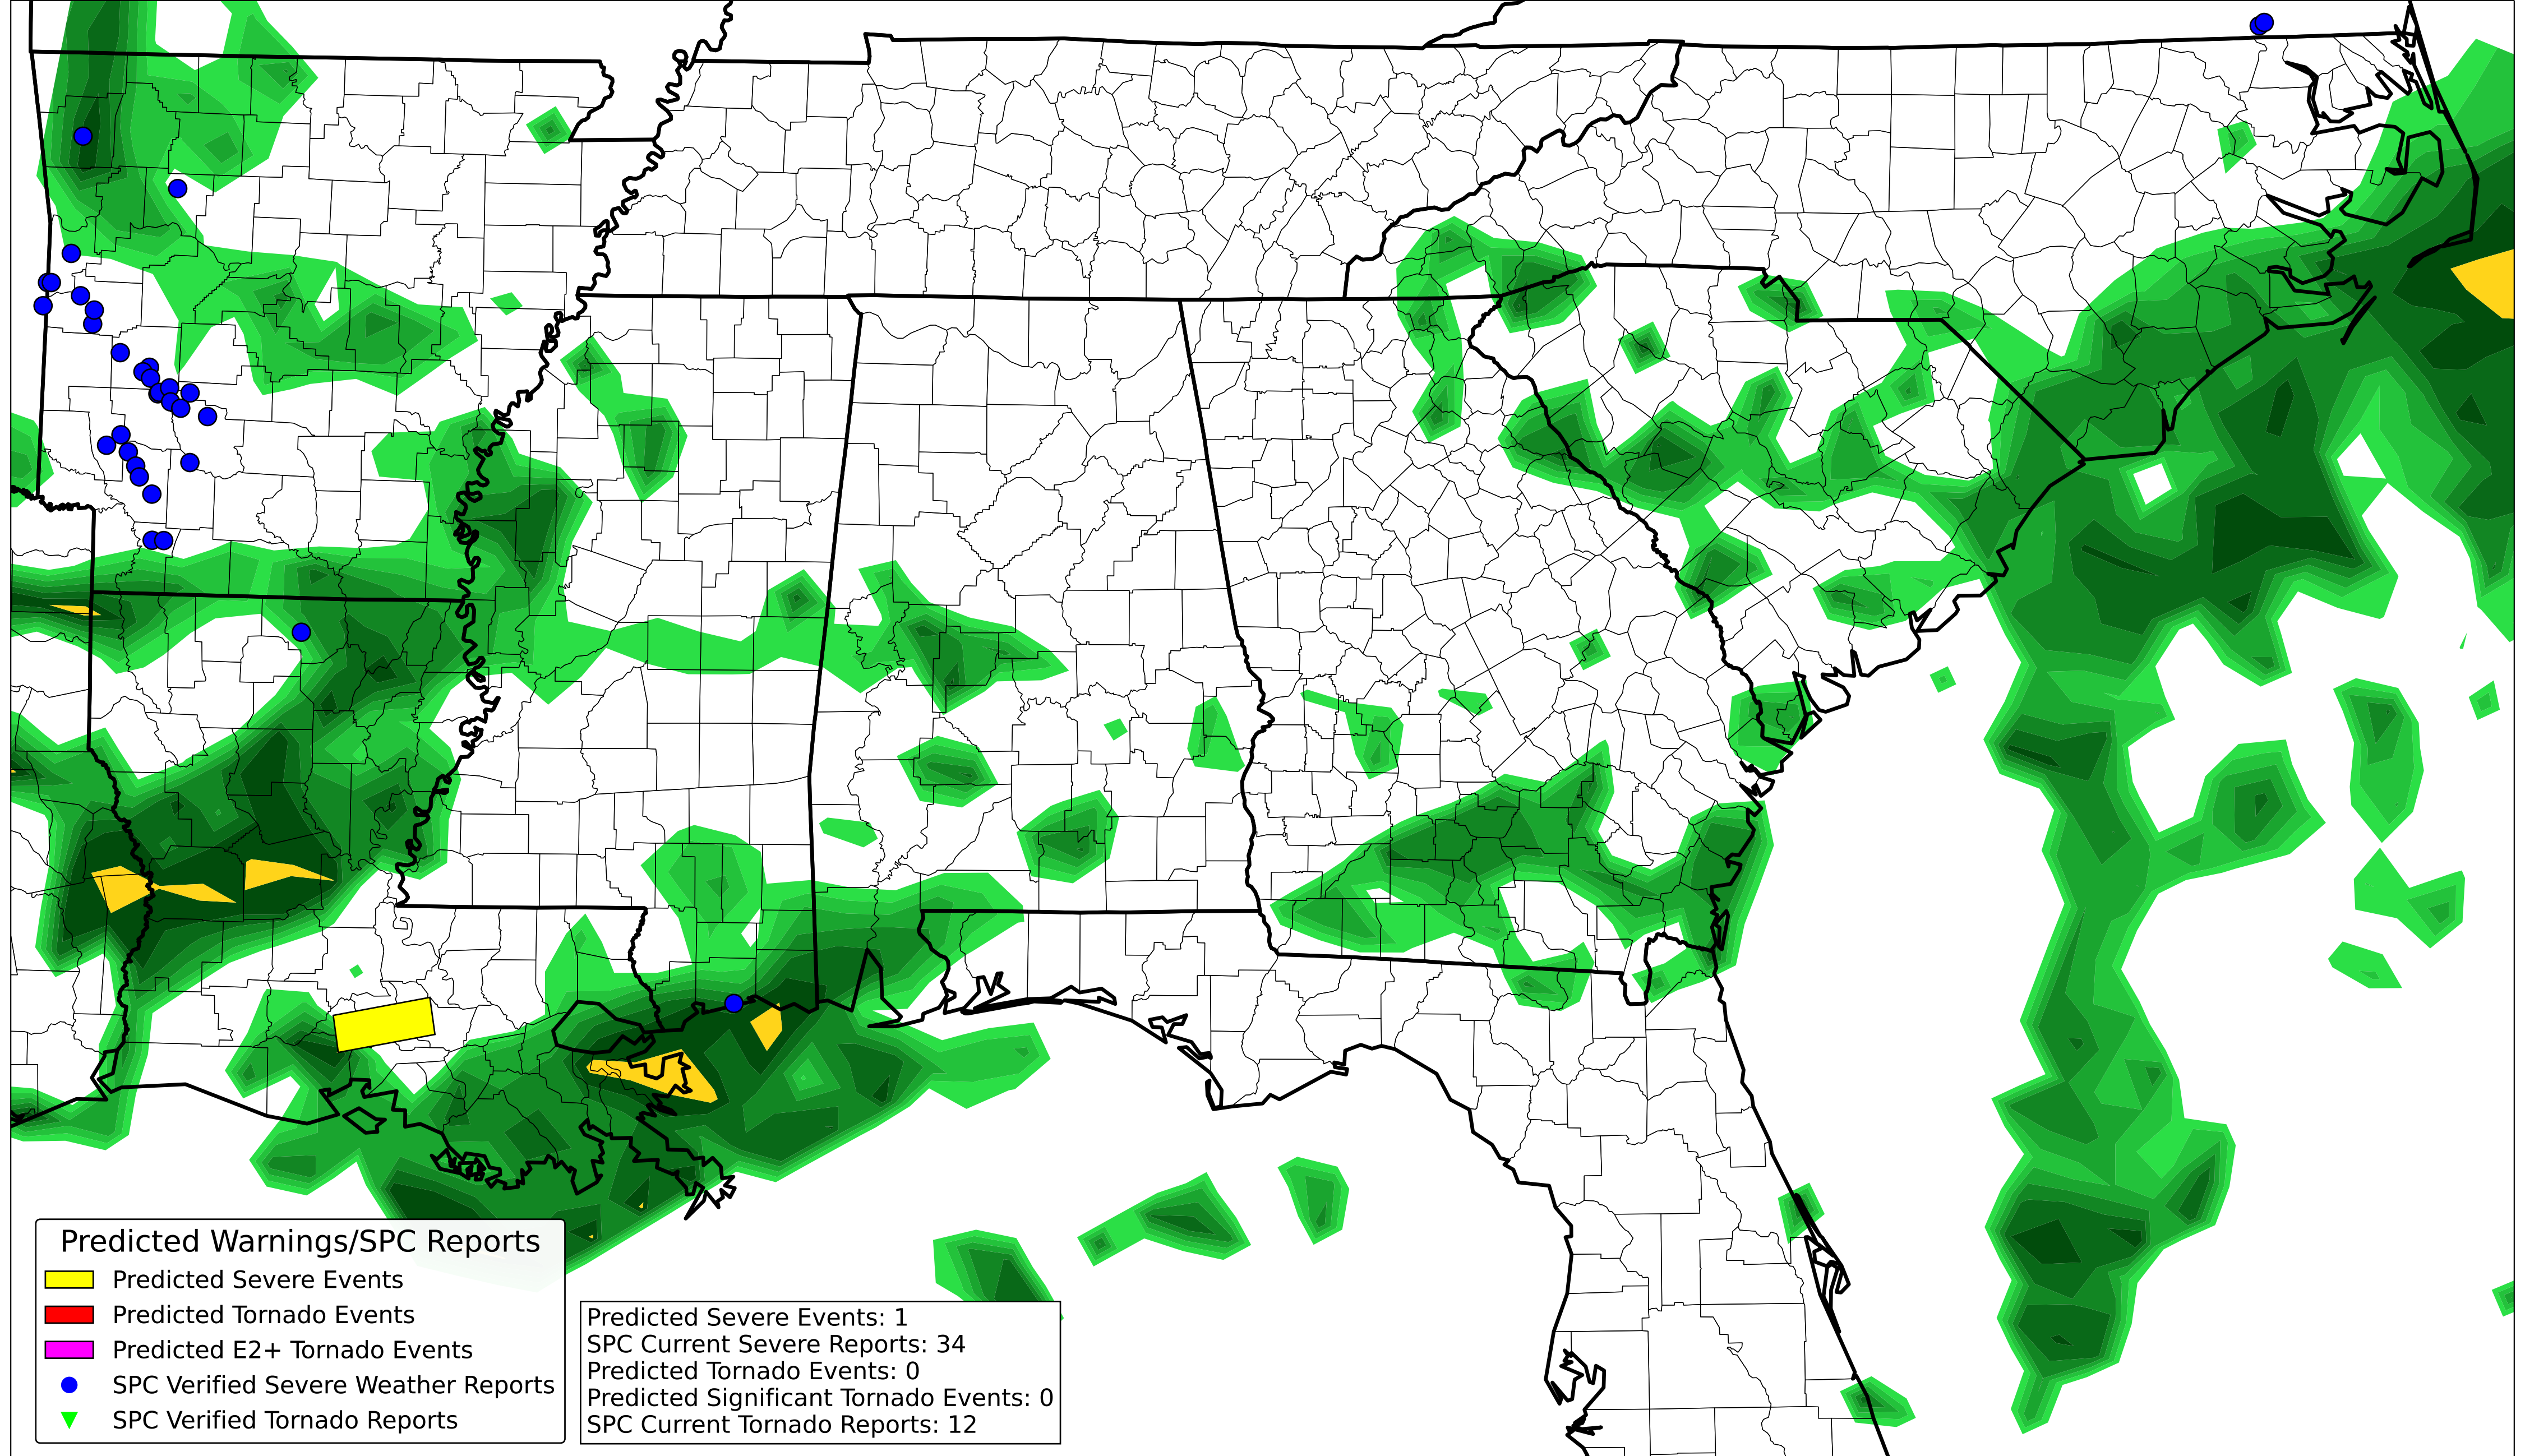 Predicted Warnings/SPC Reports
Predicted Severe Events
Predicted Tornado Events
Predicted E2+ Tornado Events
SPC Verified Severe Weather Reports
SPC Verified Tornado Reports
Predicted Severe Events: 1
SPC Current Severe Reports: 34
Predicted Tornado Events: 0
Predicted Significant Tornado Events: 0
SPC Current Tornado Reports: 12